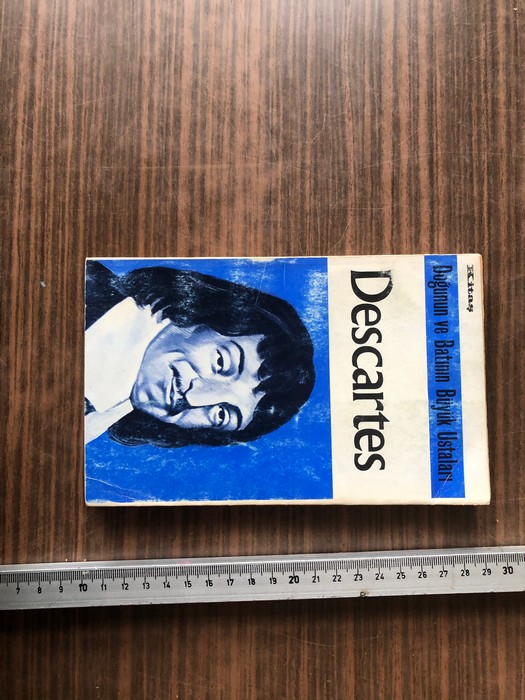 Kitaş
Doğunun ve Batının Büyük Ustaları
Descartes
7 8 9 10 11 12 13 14 15 16 17 18 19 20 21 22 23 24 25 26 27 28 29 30